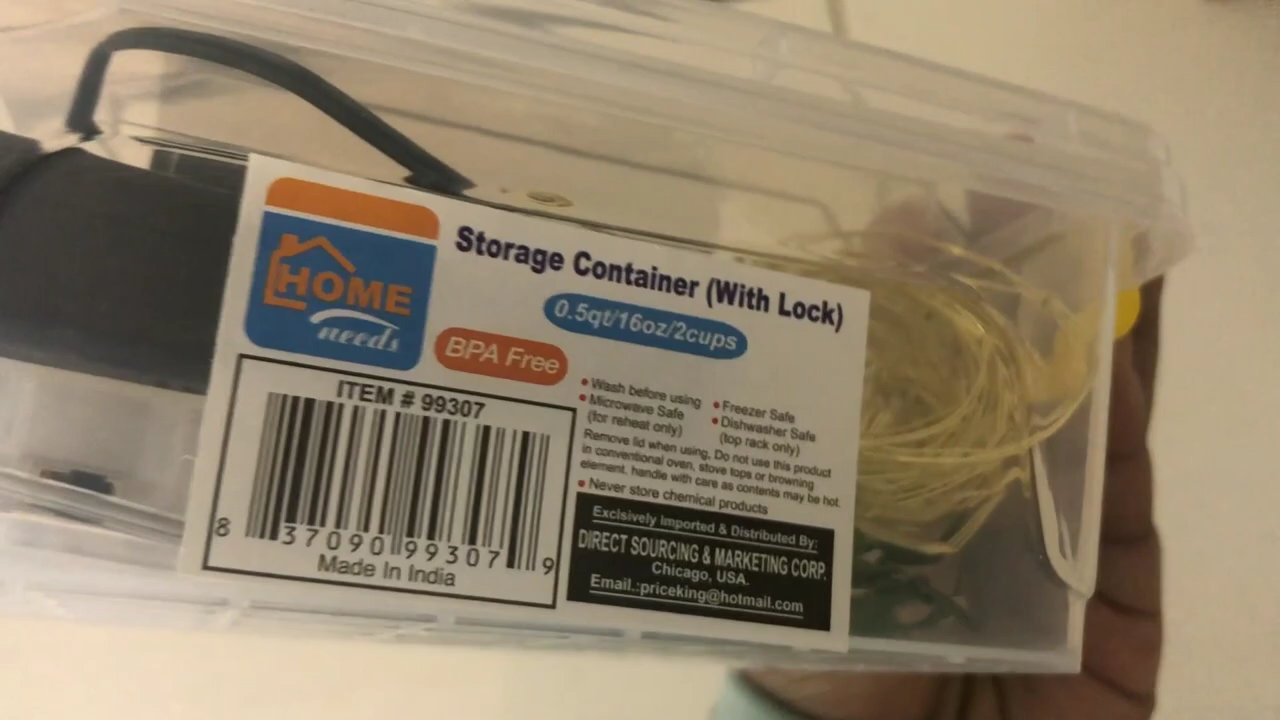 HOME
needs
Storage Container (With Lock)
0.5qt/16oz/2cups
BPA Free
ITEM # 99307
8 37090 99307 9
Made In India
• Wash before using
• Microwave Safe
(for reheat only)
• Freezer Safe
• Dishwasher Safe
(top rack only)
Remove lid when using, Do not use this product
in conventional oven, stove tops or browning
element, handle with care as contents may be hot.
• Never store chemical products
Exclsively Imported & Distributed By:
DIRECT SOURCING & MARKETING CORP.
Chicago, USA.
Email.:priceking@hotmail.com